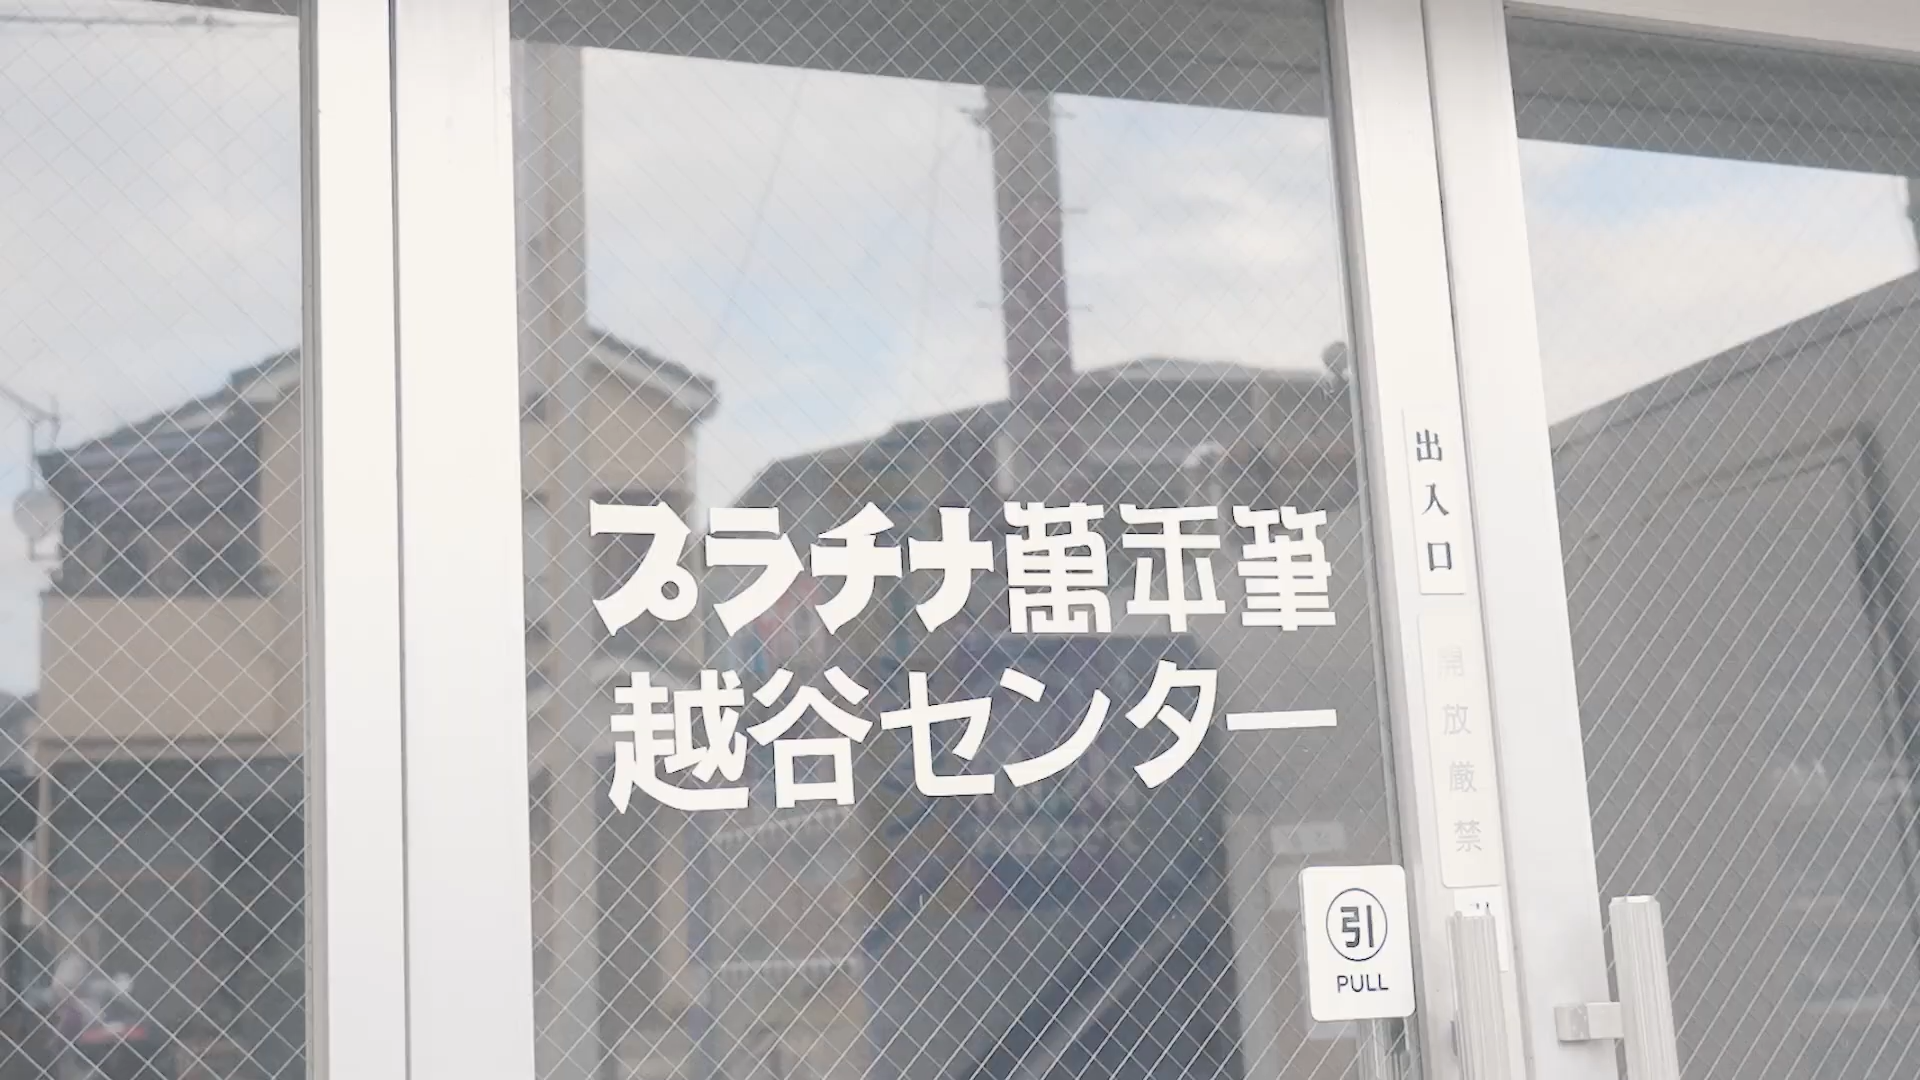 プラチナ萬年筆
越谷センター
出入口
開放厳禁
引
PULL